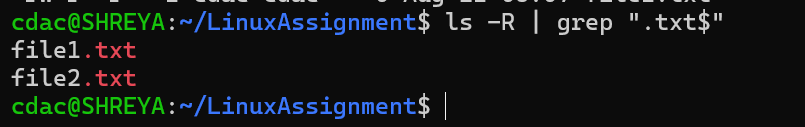 cdac@SHREYA:~/LinuxAssignment$ ls -R | grep ".txt$"
file1.txt
file2.txt
cdac@SHREYA:~/LinuxAssignment$